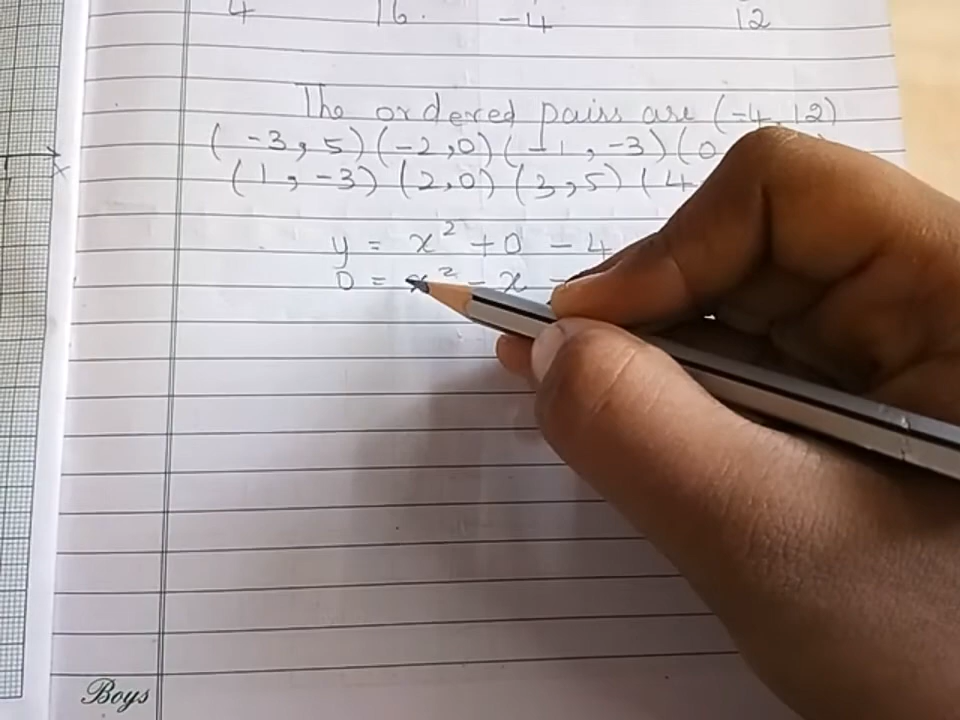 4 16. -4 12
The ordered pairs are (-4, 12)
( -3, 5) (-2, 0) ( -1, -3) (0
(1, -3) (2,0) (3,5) (4
y = x² + 0 - 4
0 = x² - x -
x
Boys